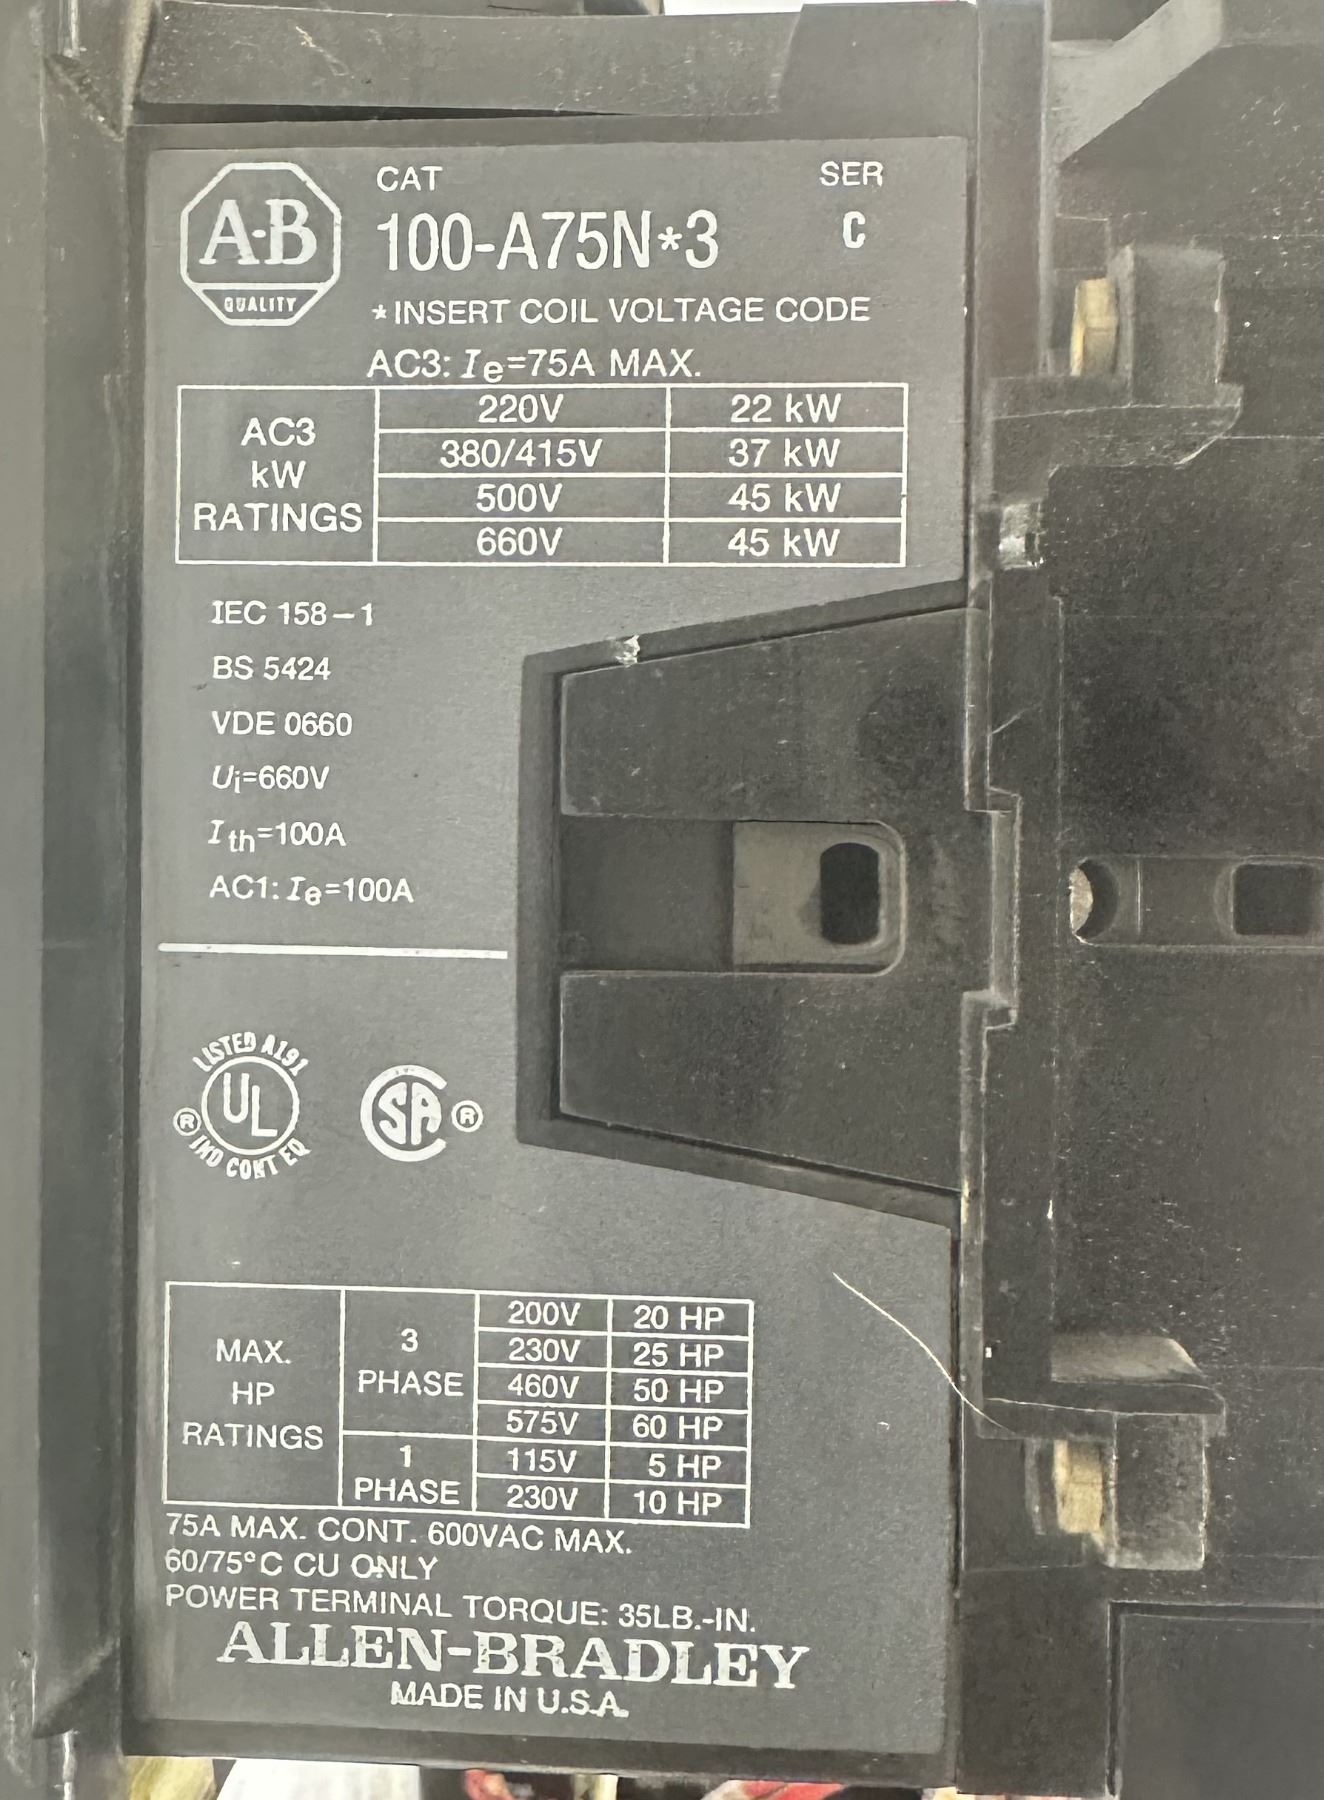 A·B
QUALITY
CAT
SER
100-A75N*3
C
*INSERT COIL VOLTAGE CODE
AC3: Ie=75A MAX.
AC3 kW RATINGS
220V 22 kW
380/415V 37 kW
500V 45 kW
660V 45 kW
IEC 158-1
BS 5424
VDE 0660
Ui=660V
Ith=100A
AC1: Ie=100A
LISTED A191
UL ®
IND CONT EQ
SA ®
MAX. HP RATINGS
3 PHASE
200V 20 HP
230V 25 HP
460V 50 HP
575V 60 HP
1 PHASE
115V 5 HP
230V 10 HP
75A MAX. CONT. 600VAC MAX.
60/75°C CU ONLY
POWER TERMINAL TORQUE: 35LB.-IN.
ALLEN-BRADLEY
MADE IN U.S.A.